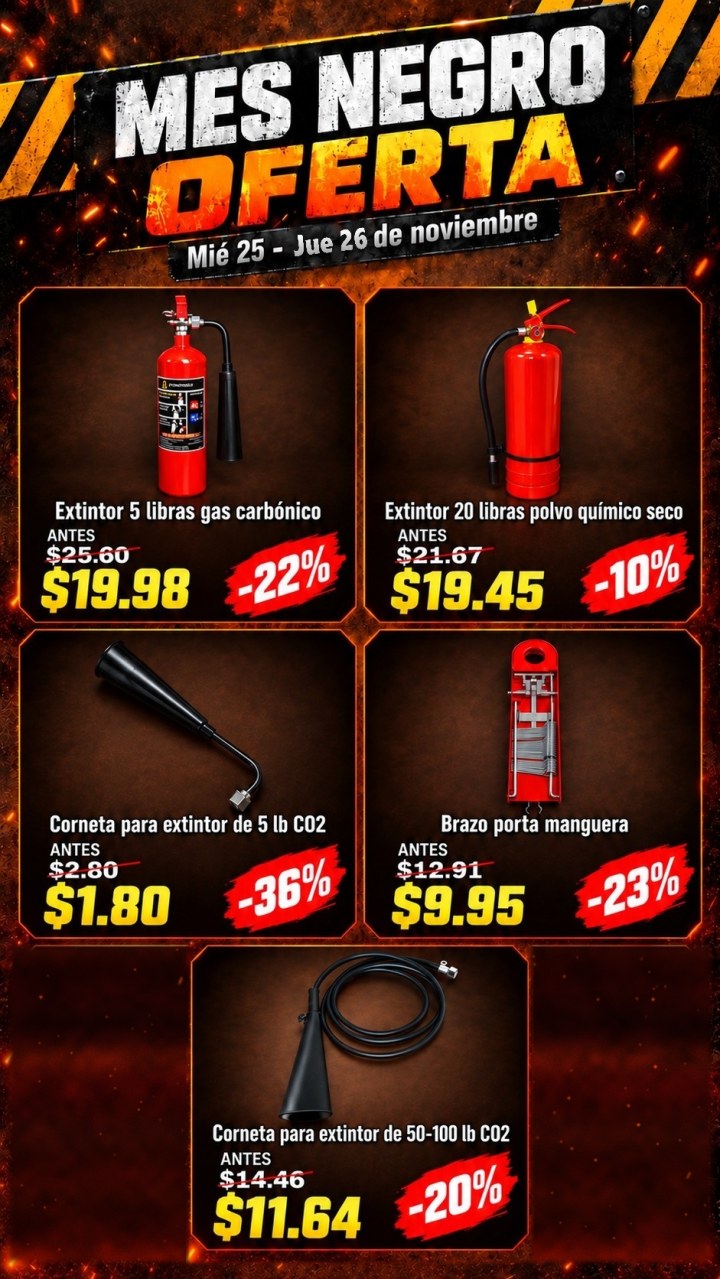 MES NEGRO
OFERTA
Mié 25 - Jue 26 de noviembre
Extintor 5 libras gas carbónico
ANTES
$25.60
$19.98
-22%
Extintor 20 libras polvo químico seco
ANTES
$21.67
$19.45
-10%
Corneta para extintor de 5 lb CO2
ANTES
$2.80
$1.80
-36%
Brazo porta manguera
ANTES
$12.91
$9.95
-23%
Corneta para extintor de 50-100 lb CO2
ANTES
$14.46
$11.64
-20%